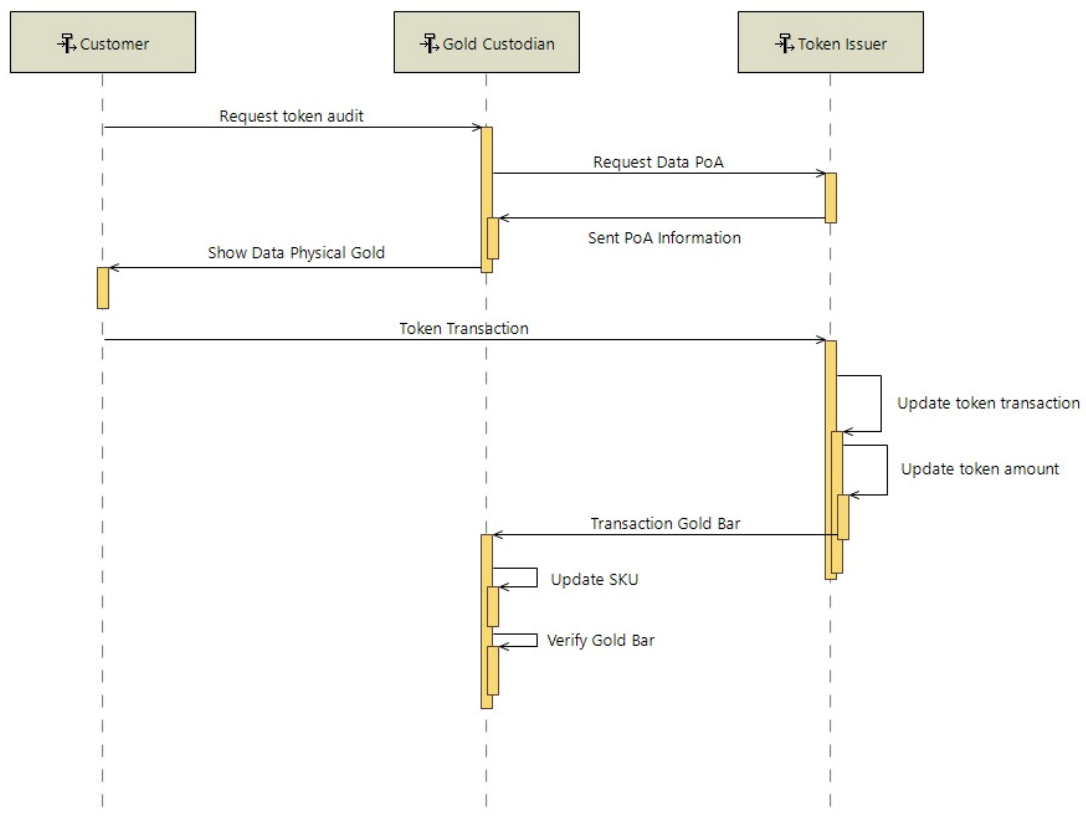 Customer
Gold Custodian
Token Issuer
Request token audit
Request Data PoA
Sent PoA Information
Show Data Physical Gold
Token Transaction
Update token transaction
Update token amount
Transaction Gold Bar
Update SKU
Verify Gold Bar